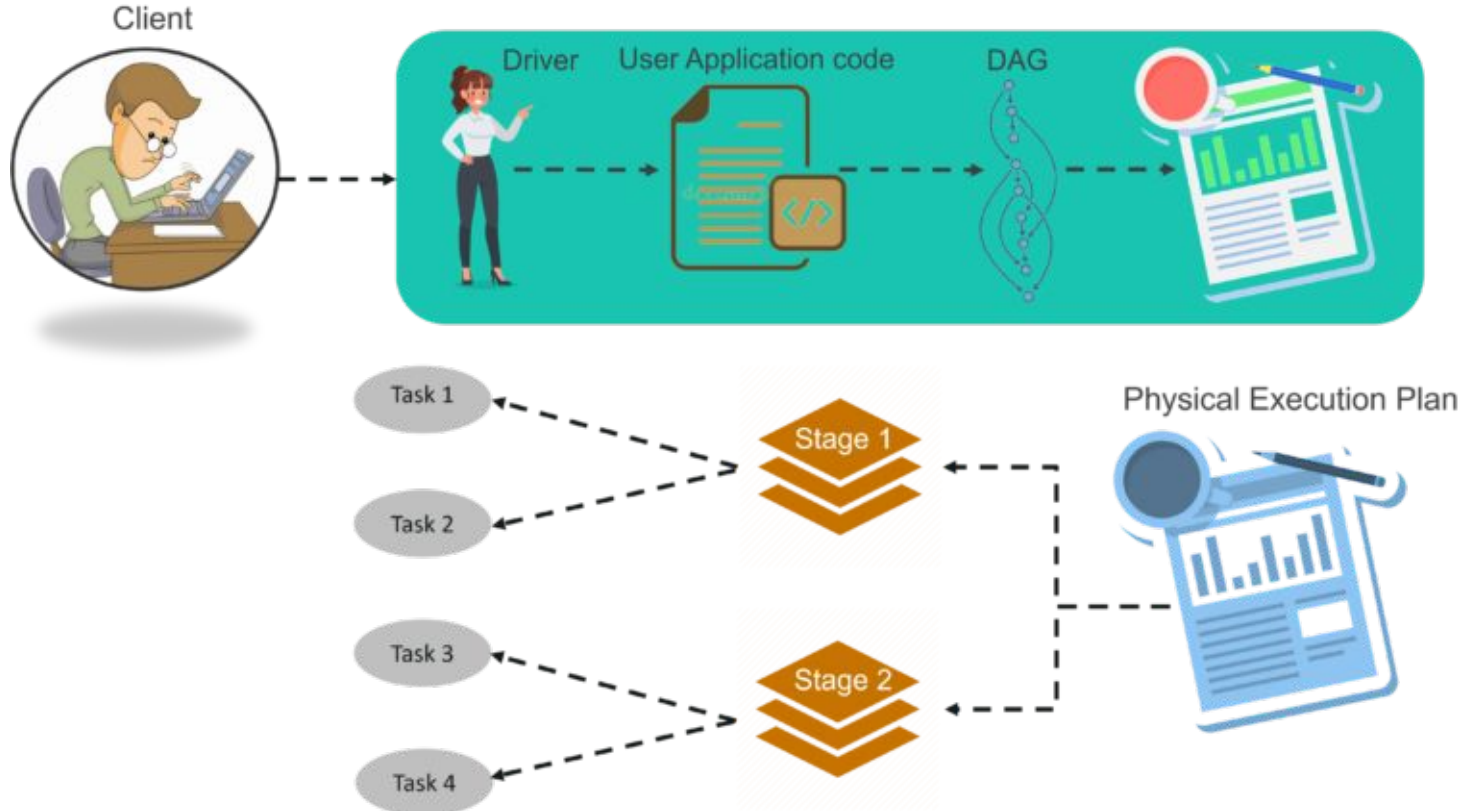 Client
Driver
User Application code
DAG
</>
Task 1
Stage 1
Physical Execution Plan
Task 2
Task 3
Stage 2
Task 4